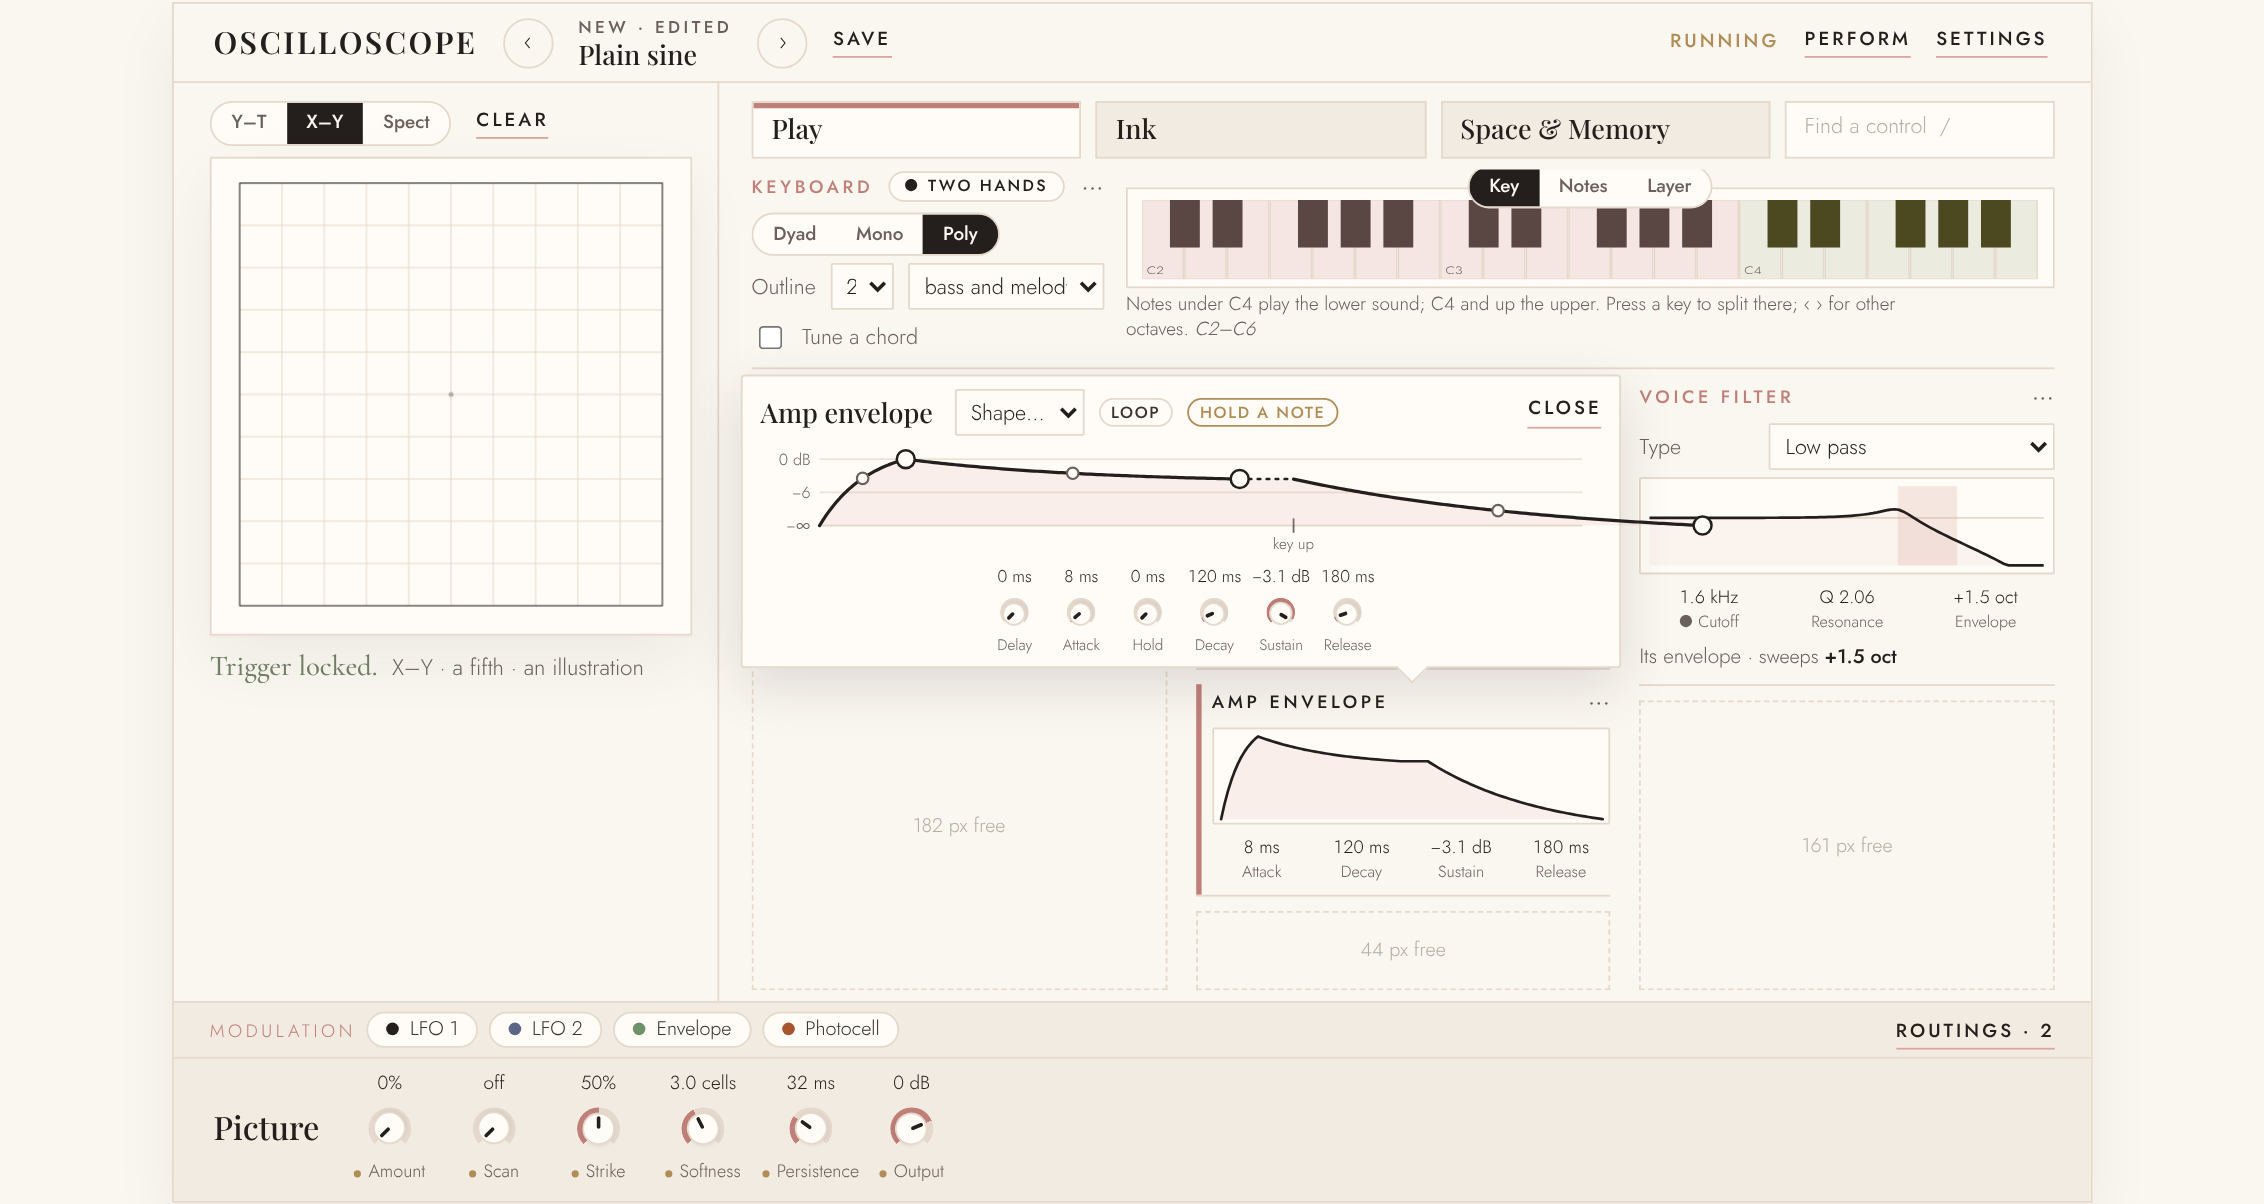 OSCILLOSCOPE
‹
NEW · EDITED
Plain sine
›
SAVE
RUNNING
PERFORM
SETTINGS
Y–T
X–Y
Spect
CLEAR
Play
Ink
Space & Memory
Find a control /
KEYBOARD
TWO HANDS
···
Key
Notes
Layer
Dyad
Mono
Poly
C2
C3
C4
Outline
2
bass and melody
Notes under C4 play the lower sound; C4 and up the upper. Press a key to split there; ‹ › for other
octaves. C2–C6
Tune a chord
Amp envelope
Shape...
LOOP
HOLD A NOTE
CLOSE
0 dB
−6
−∞
key up
0 ms
8 ms
0 ms
120 ms
−3.1 dB
180 ms
Delay
Attack
Hold
Decay
Sustain
Release
VOICE FILTER
···
Type
Low pass
1.6 kHz
Q 2.06
+1.5 oct
Cutoff
Resonance
Envelope
Its envelope · sweeps +1.5 oct
Trigger locked. X–Y · a fifth · an illustration
182 px free
AMP ENVELOPE
···
8 ms
120 ms
−3.1 dB
180 ms
Attack
Decay
Sustain
Release
44 px free
161 px free
MODULATION
LFO 1
LFO 2
Envelope
Photocell
ROUTINGS · 2
Picture
0%
off
50%
3.0 cells
32 ms
0 dB
Amount
Scan
Strike
Softness
Persistence
Output